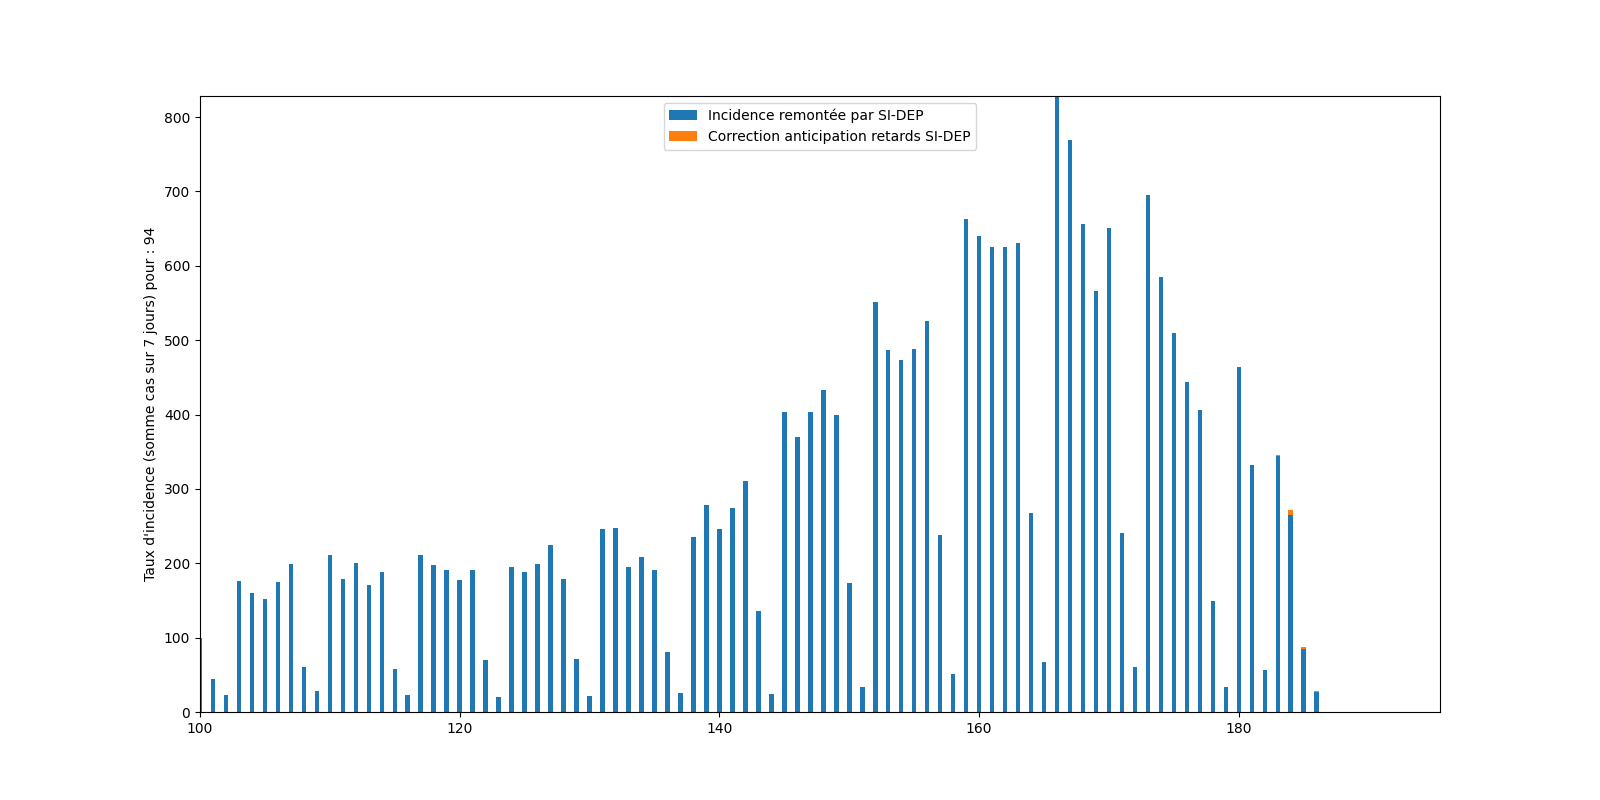 Incidence remontée par SI-DEP
Correction anticipation retards SI-DEP
Taux d'incidence (somme cas sur 7 jours) pour : 94
800
700
600
500
400
300
200
100
0
100 120 140 160 180